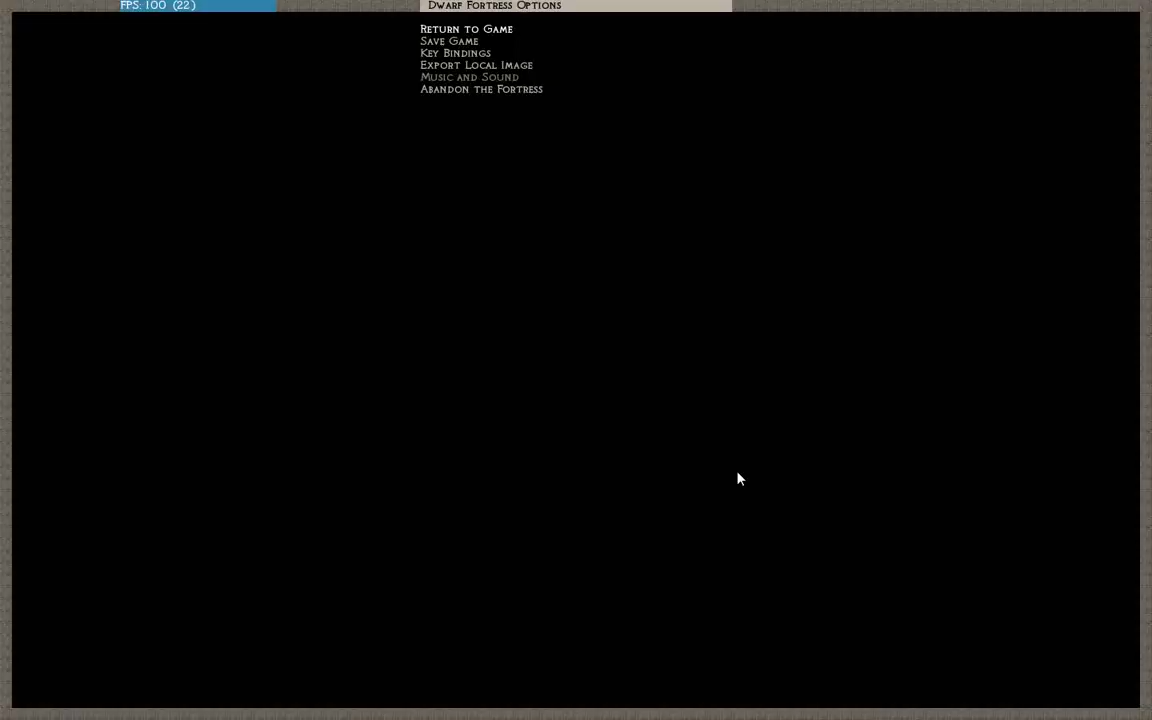 FPS: 100 (22)
Dwarf Fortress Options
Return to Game
Save Game
Key Bindings
Export Local Image
Music and Sound
Abandon the Fortress